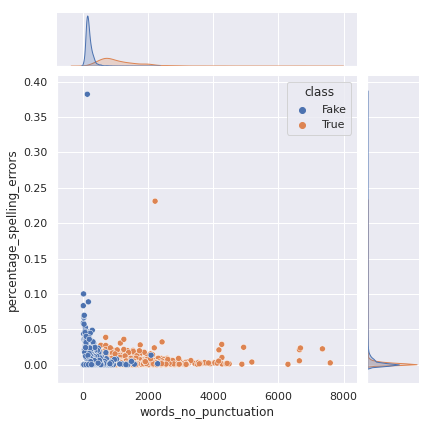 0.40
0.35
0.30
0.25
0.20
0.15
0.10
0.05
0.00
percentage_spelling_errors
class
Fake
True
0 2000 4000 6000 8000
words_no_punctuation